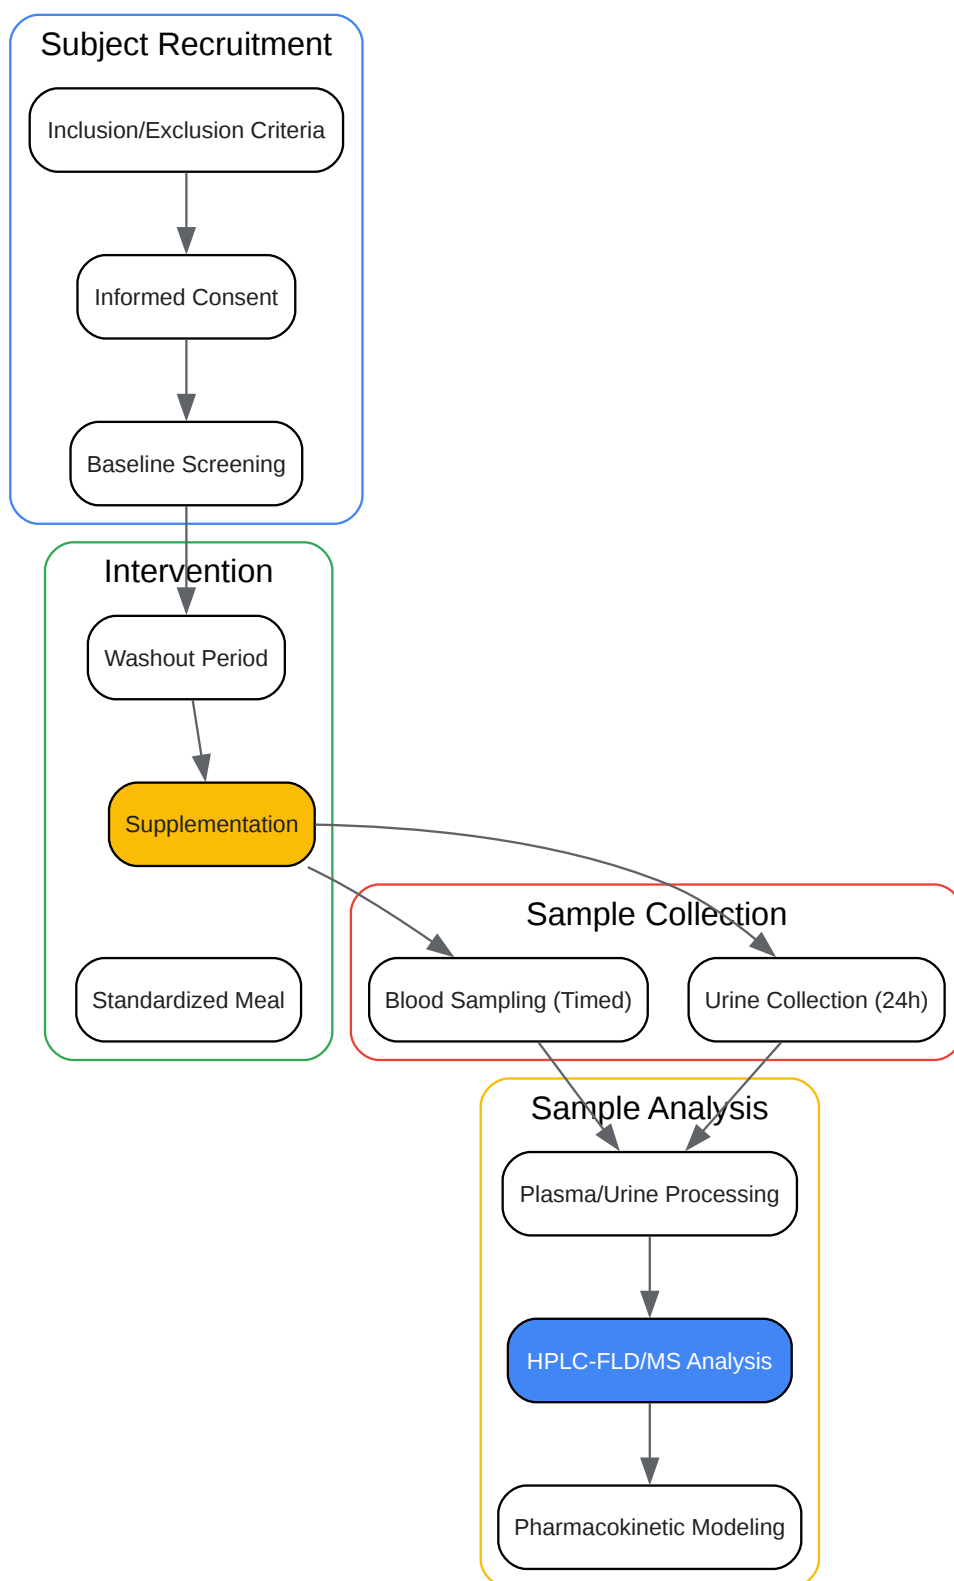 Subject Recruitment
Inclusion/Exclusion Criteria
Informed Consent
Baseline Screening
Intervention
Washout Period
Supplementation
Standardized Meal
Sample Collection
Blood Sampling (Timed)
Urine Collection (24h)
Sample Analysis
Plasma/Urine Processing
HPLC-FLD/MS Analysis
Pharmacokinetic Modeling